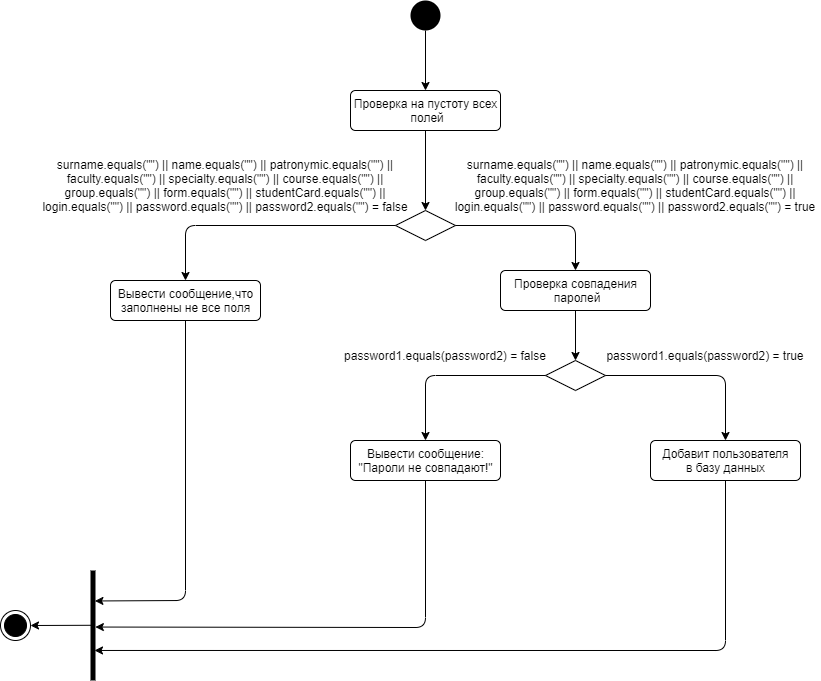 Проверка на пустоту всех
полей
surname.equals("") || name.equals("") || patronymic.equals("") ||
faculty.equals("") || specialty.equals("") || course.equals("") ||
group.equals("") || form.equals("") || studentCard.equals("") ||
login.equals("") || password.equals("") || password2.equals("") = false
surname.equals("") || name.equals("") || patronymic.equals("") ||
faculty.equals("") || specialty.equals("") || course.equals("") ||
group.equals("") || form.equals("") || studentCard.equals("") ||
login.equals("") || password.equals("") || password2.equals("") = true
Вывести сообщение,что
заполнены не все поля
Проверка совпадения
паролей
password1.equals(password2) = false
password1.equals(password2) = true
Вывести сообщение:
"Пароли не совпадают!"
Добавит пользователя
в базу данных